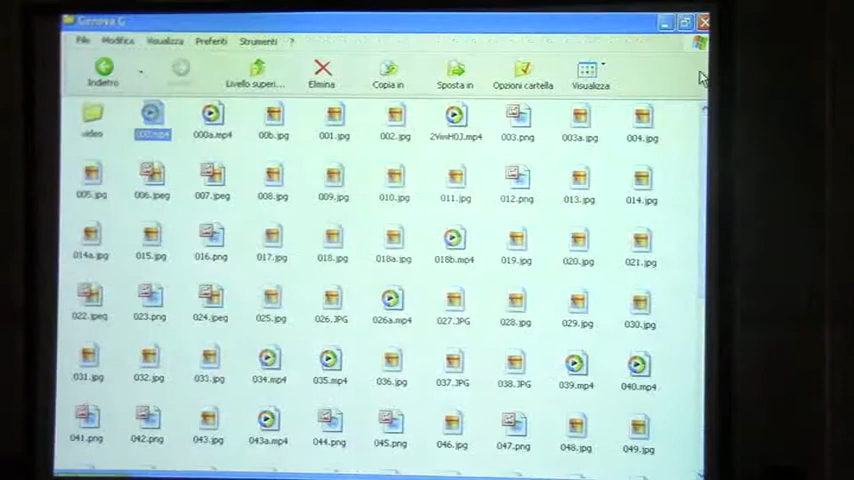 Genova G
File Modifica Visualizza Preferiti Strumenti ?
Indietro Livello superi... Elimina Copia in Sposta in Opzioni cartella Visualizza
video 000.mp4 000a.mp4 00b.jpg 001.jpg 002.jpg 003.png 003a.jpg 004.jpg
005.jpg 006.jpeg 007.jpeg 008.jpg 009.jpg 010.jpg 011.jpg 012.png 013.jpg 014.jpg
014a.jpg 015.jpg 016.png 017.jpg 018.jpg 018a.jpg 018b.mp4 019.jpg 020.jpg 021.jpg
022.jpeg 023.png 024.jpeg 025.jpg 026.JPG 026a.mp4 027.JPG 028.jpg 029.jpg 030.jpg
031.jpg 032.jpg 033.jpg 034.mp4 035.mp4 036.jpg 037.JPG 038.JPG 039.mp4 040.mp4
041.png 042.png 043.jpg 043a.mp4 044.png 045.png 046.jpg 047.png 048.jpg 049.jpg